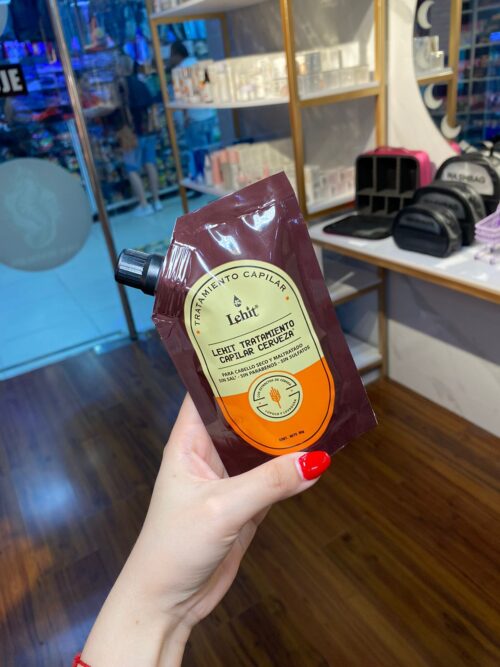 TRATAMIENTO CAPILAR
Lehit®
LEHIT TRATAMIENTO
CAPILAR CERVEZA
PARA CABELLO SECO Y MALTRATADO
SIN SAL · SIN PARABENOS · SIN SULFATOS